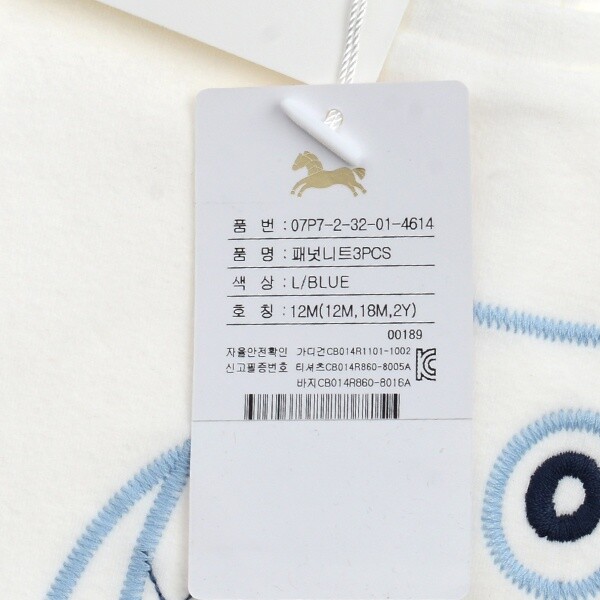 품 번 : 07P7-2-32-01-4614
품 명 : 패넛니트3PCS
색 상 : L/BLUE
호 칭 : 12M(12M,18M,2Y)
00189
자율안전확인 가디건CB014R1101-1002
신고필증번호 티셔츠CB014R860-8005A
바지CB014R860-8016A